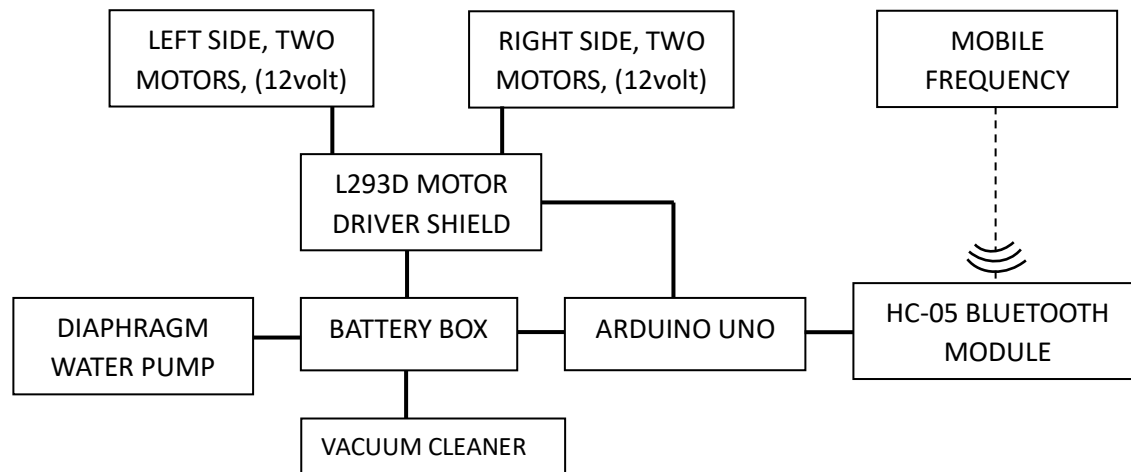 LEFT SIDE, TWO
MOTORS, (12volt)
RIGHT SIDE, TWO
MOTORS, (12volt)
MOBILE
FREQUENCY
L293D MOTOR
DRIVER SHIELD
DIAPHRAGM
WATER PUMP
BATTERY BOX
ARDUINO UNO
HC-05 BLUETOOTH
MODULE
VACUUM CLEANER